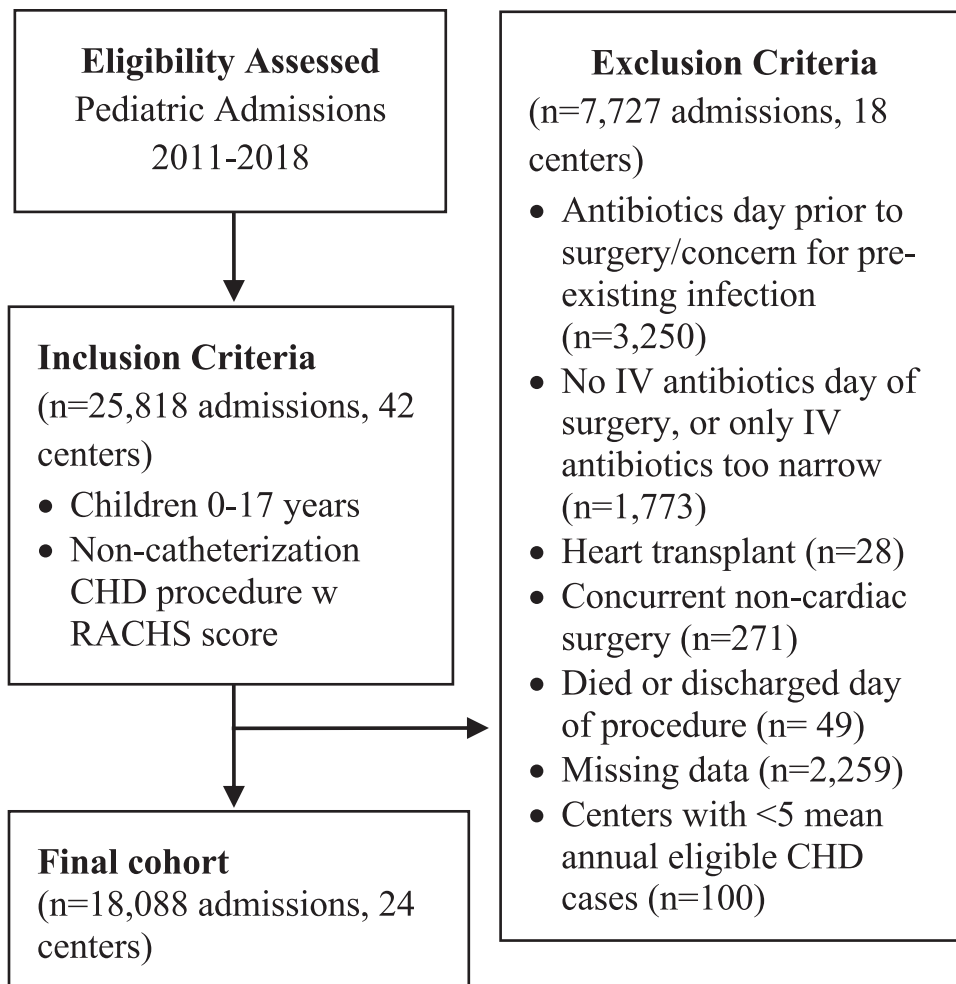 Eligibility Assessed
Pediatric Admissions
2011-2018
Inclusion Criteria
(n=25,818 admissions, 42
centers)
• Children 0-17 years
• Non-catheterization
CHD procedure w
RACHS score
Final cohort
(n=18,088 admissions, 24
centers)
Exclusion Criteria
(n=7,727 admissions, 18
centers)
• Antibiotics day prior to
surgery/concern for pre-
existing infection
(n=3,250)
• No IV antibiotics day of
surgery, or only IV
antibiotics too narrow
(n=1,773)
• Heart transplant (n=28)
• Concurrent non-cardiac
surgery (n=271)
• Died or discharged day
of procedure (n= 49)
• Missing data (n=2,259)
• Centers with <5 mean
annual eligible CHD
cases (n=100)